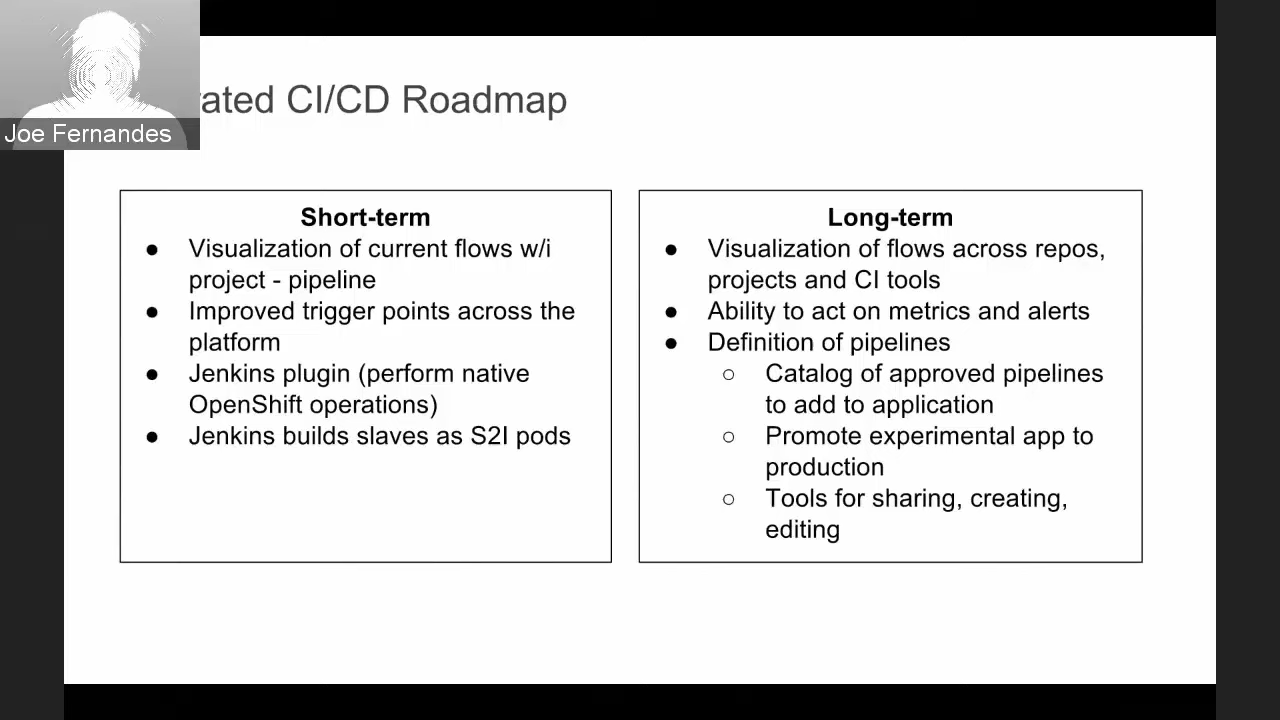 Joe Fernandes
rated CI/CD Roadmap
Short-term
● Visualization of current flows w/i
project - pipeline
● Improved trigger points across the
platform
● Jenkins plugin (perform native
OpenShift operations)
● Jenkins builds slaves as S2I pods
Long-term
● Visualization of flows across repos,
projects and CI tools
● Ability to act on metrics and alerts
● Definition of pipelines
○ Catalog of approved pipelines
to add to application
○ Promote experimental app to
production
○ Tools for sharing, creating,
editing